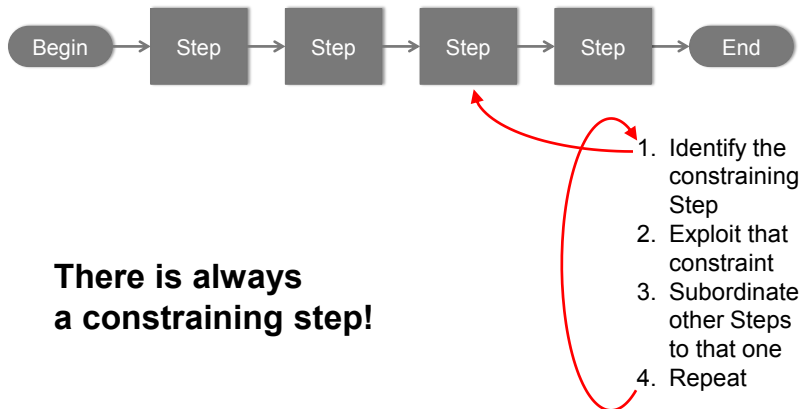 Begin
Step
Step
Step
Step
End
1. Identify the
constraining
Step
2. Exploit that
constraint
3. Subordinate
other Steps
to that one
4. Repeat
There is always
a constraining step!